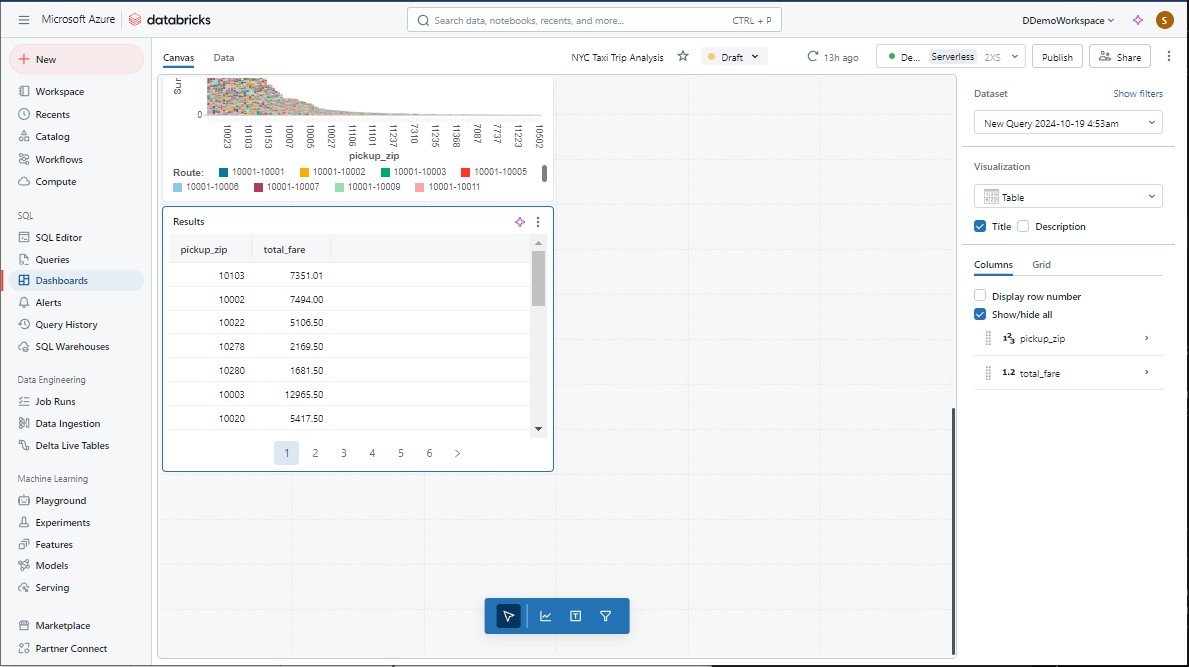 Microsoft Azure databricks Search data, notebooks, recents, and more... CTRL + P DDemoWorkspace S
New
Workspace
Recents
Catalog
Workflows
Compute
SQL
SQL Editor
Queries
Dashboards
Alerts
Query History
SQL Warehouses
Data Engineering
Job Runs
Data Ingestion
Delta Live Tables
Machine Learning
Playground
Experiments
Features
Models
Serving
Marketplace
Partner Connect
Canvas Data NYC Taxi Trip Analysis Draft 13h ago De... Serverless 2XS Publish Share
Sur
0
10023 10103 10153 10007 10005 10027 11106 11101 11237 7310 11235 11368 7087 7737 11223 10502
pickup_zip
Route: 10001-10001 10001-10002 10001-10003 10001-10005
10001-10006 10001-10007 10001-10009 10001-10011
Results
pickup_zip total_fare
10103 7351.01
10002 7494.00
10022 5106.50
10278 2169.50
10280 1681.50
10003 12965.50
10020 5417.50
1 2 3 4 5 6 >
Dataset Show filters
New Query 2024-10-19 4:53am
Visualization
Table
Title Description
Columns Grid
Display row number
Show/hide all
123 pickup_zip
1.2 total_fare